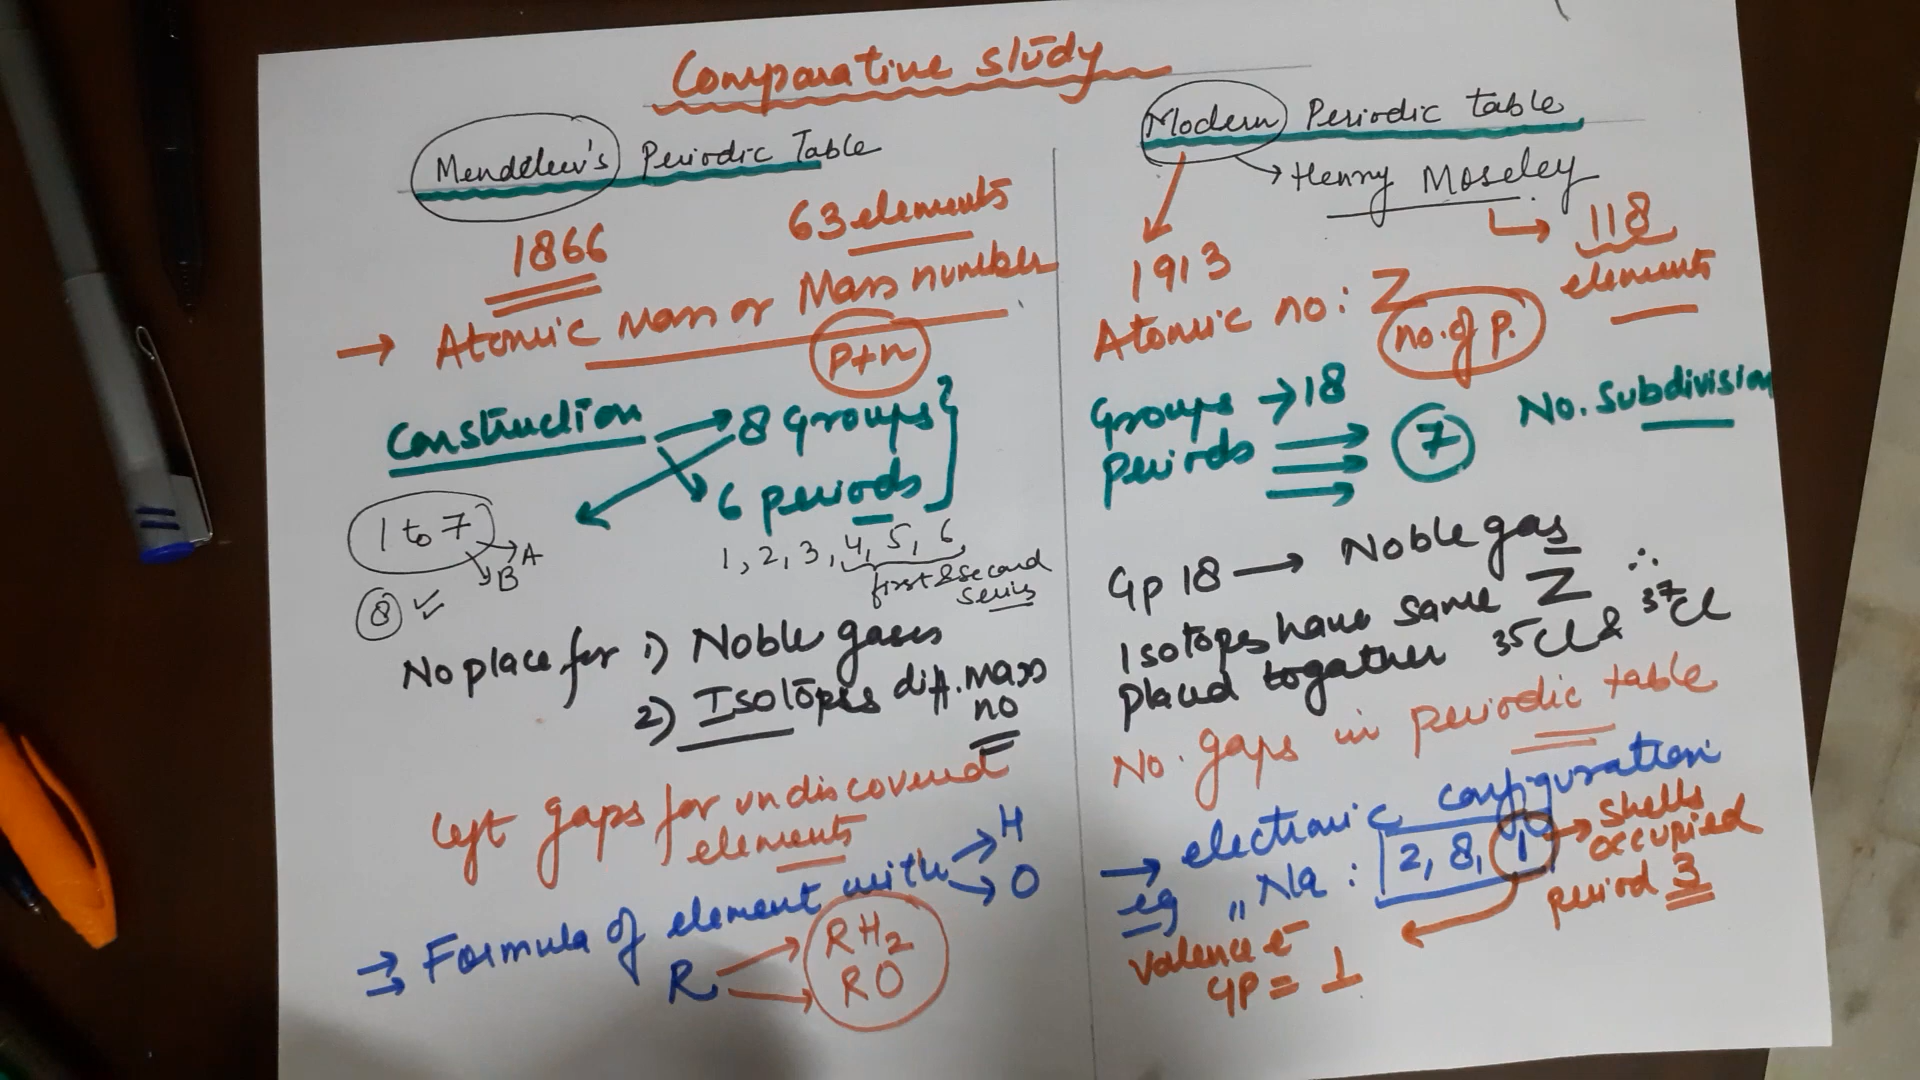 Comparative study
Mendeleev's Periodic Table
1866
63 elements
→ Atomic Mass or Mass number
p+n
Construction → 8 groups
6 periods
1 to 7
A
B
8
1, 2, 3, 4, 5, 6
first & second
series
No place for 1) Noble gases
2) Isotopes diff. mass
no
left gaps for undiscovered
elements
→ Formula of element with → H
→ O
R
RH2
RO
Modern Periodic table
→ Henry Moseley
→ 118
elements
1913
Atomic no: Z
no. of p.
Groups → 18
Periods → 7
No. Subdivision
Gp 18 → Noble gas
Isotopes have same Z ∴
placed togather 35Cl & 37Cl
No. gaps in periodic table
→ electronic configuration
eg ,, Na : 2, 8, 1 → shells
occupied
period 3
Valence e-
GP = 1